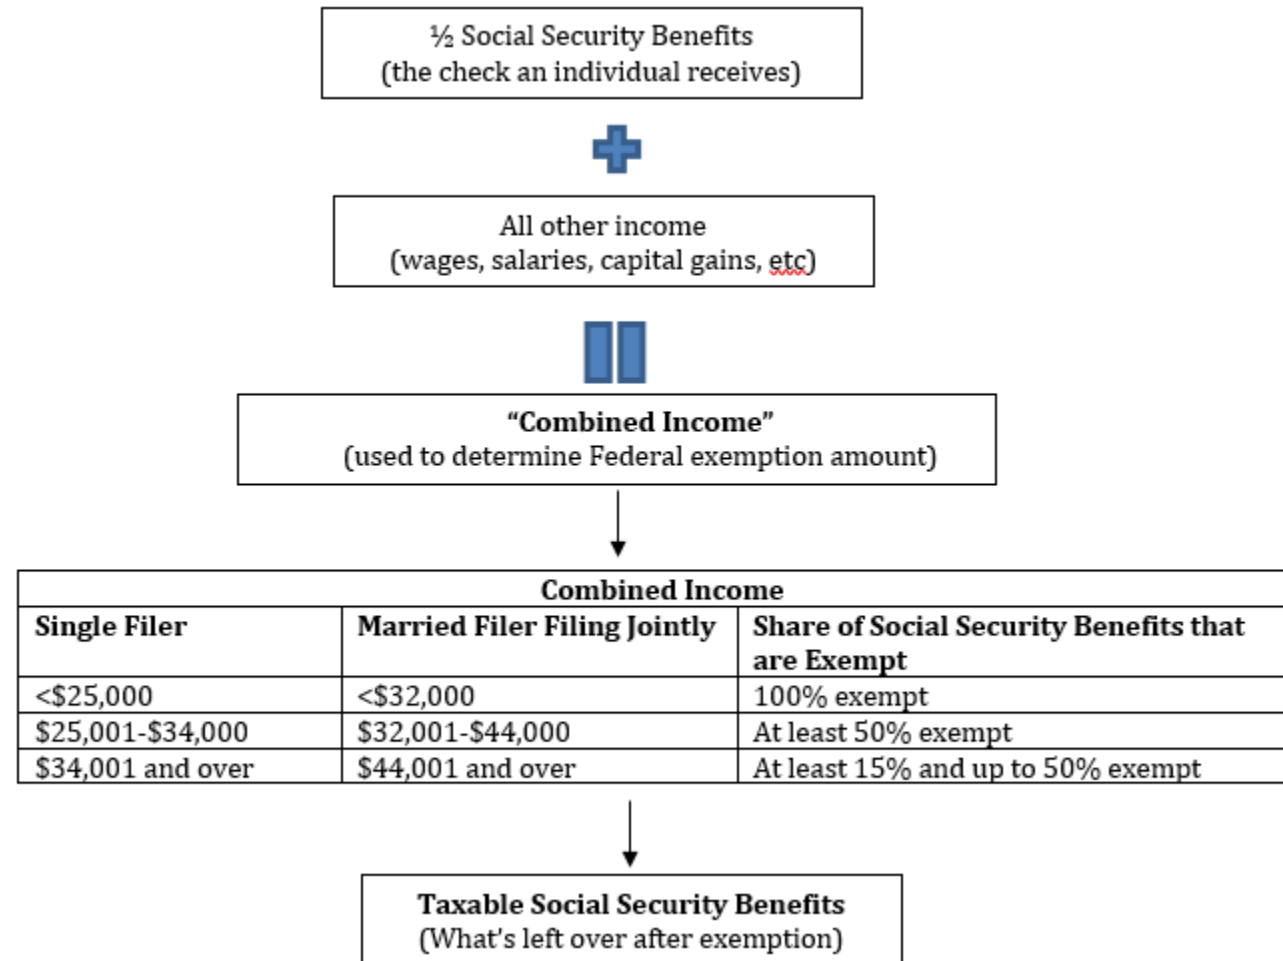 ½ Social Security Benefits
(the check an individual receives)
All other income
(wages, salaries, capital gains, etc)
“Combined Income”
(used to determine Federal exemption amount)
Combined Income
Single Filer
Married Filer Filing Jointly
Share of Social Security Benefits that
are Exempt
<$25,000
<$32,000
100% exempt
$25,001-$34,000
$32,001-$44,000
At least 50% exempt
$34,001 and over
$44,001 and over
At least 15% and up to 50% exempt
Taxable Social Security Benefits
(What's left over after exemption)